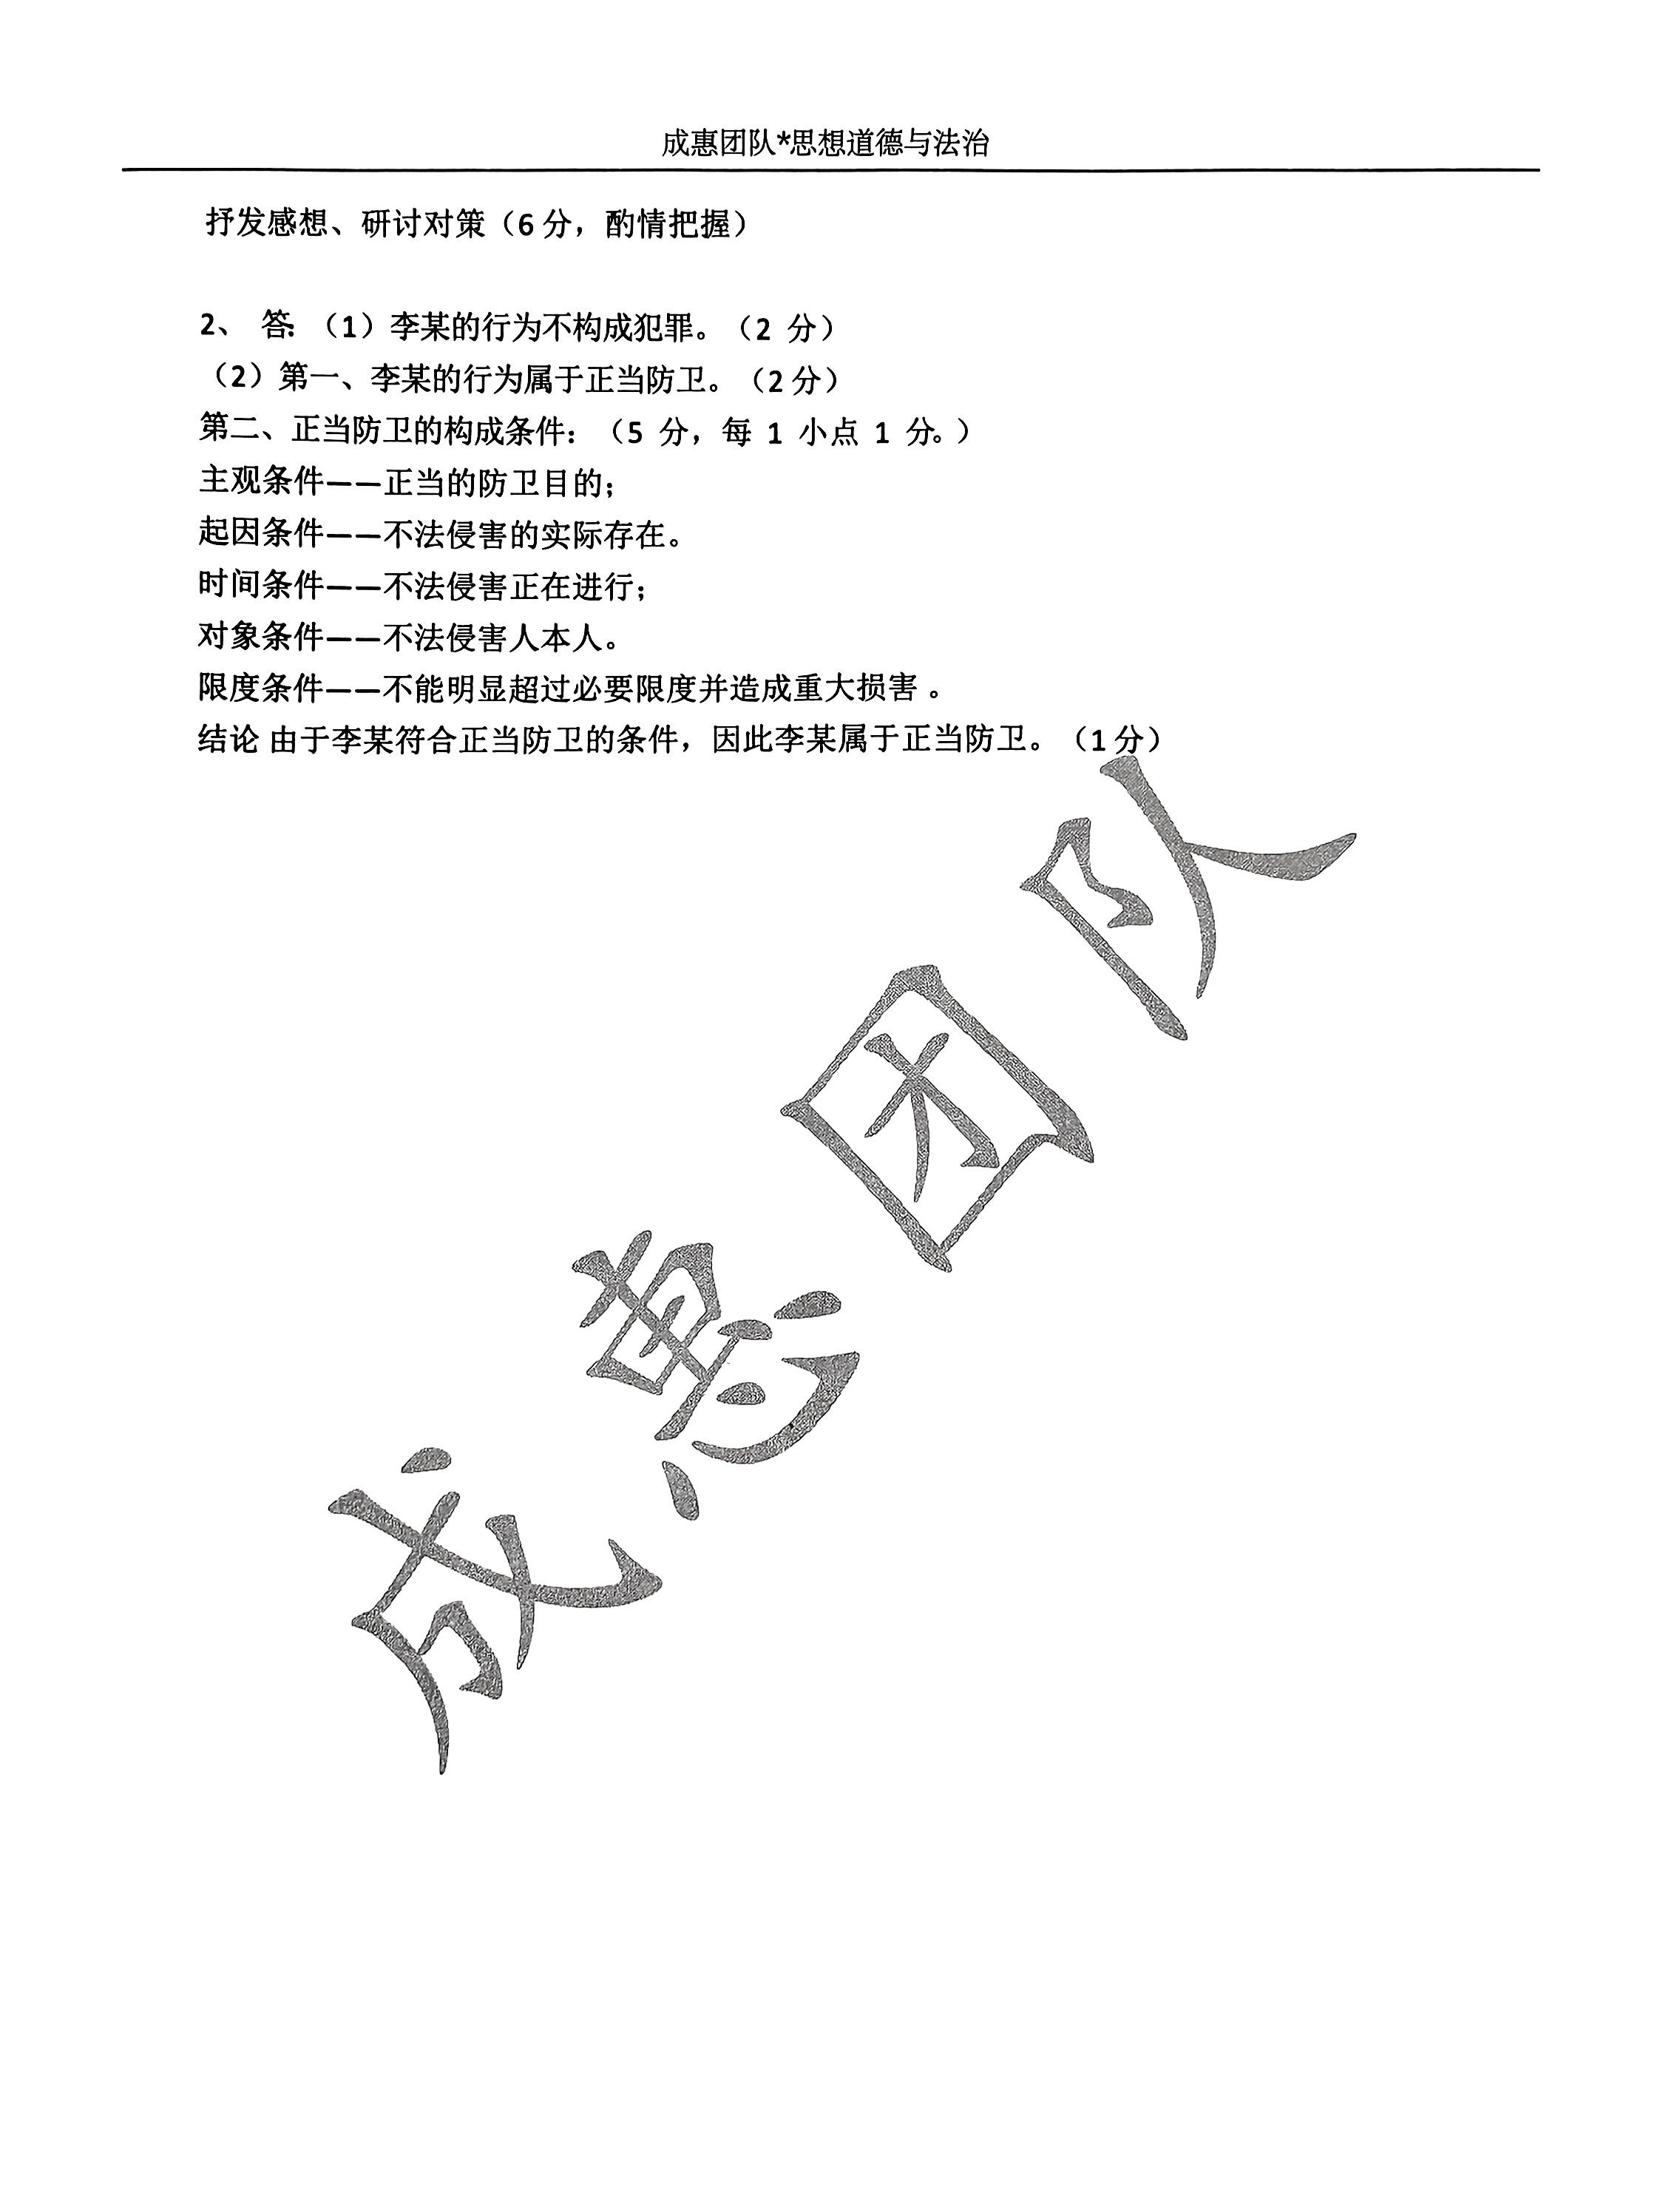 成惠团队*思想道德与法治
抒发感想、研讨对策（6 分，酌情把握）
2、 答:（1）李某的行为不构成犯罪。（2 分）
（2）第一、李某的行为属于正当防卫。（2 分）
第二、正当防卫的构成条件：（5 分，每 1 小点 1 分。）
主观条件——正当的防卫目的；
起因条件——不法侵害的实际存在。
时间条件——不法侵害正在进行；
对象条件——不法侵害人本人。
限度条件——不能明显超过必要限度并造成重大损害 。
结论 由于李某符合正当防卫的条件，因此李某属于正当防卫。（1 分）
成惠团队